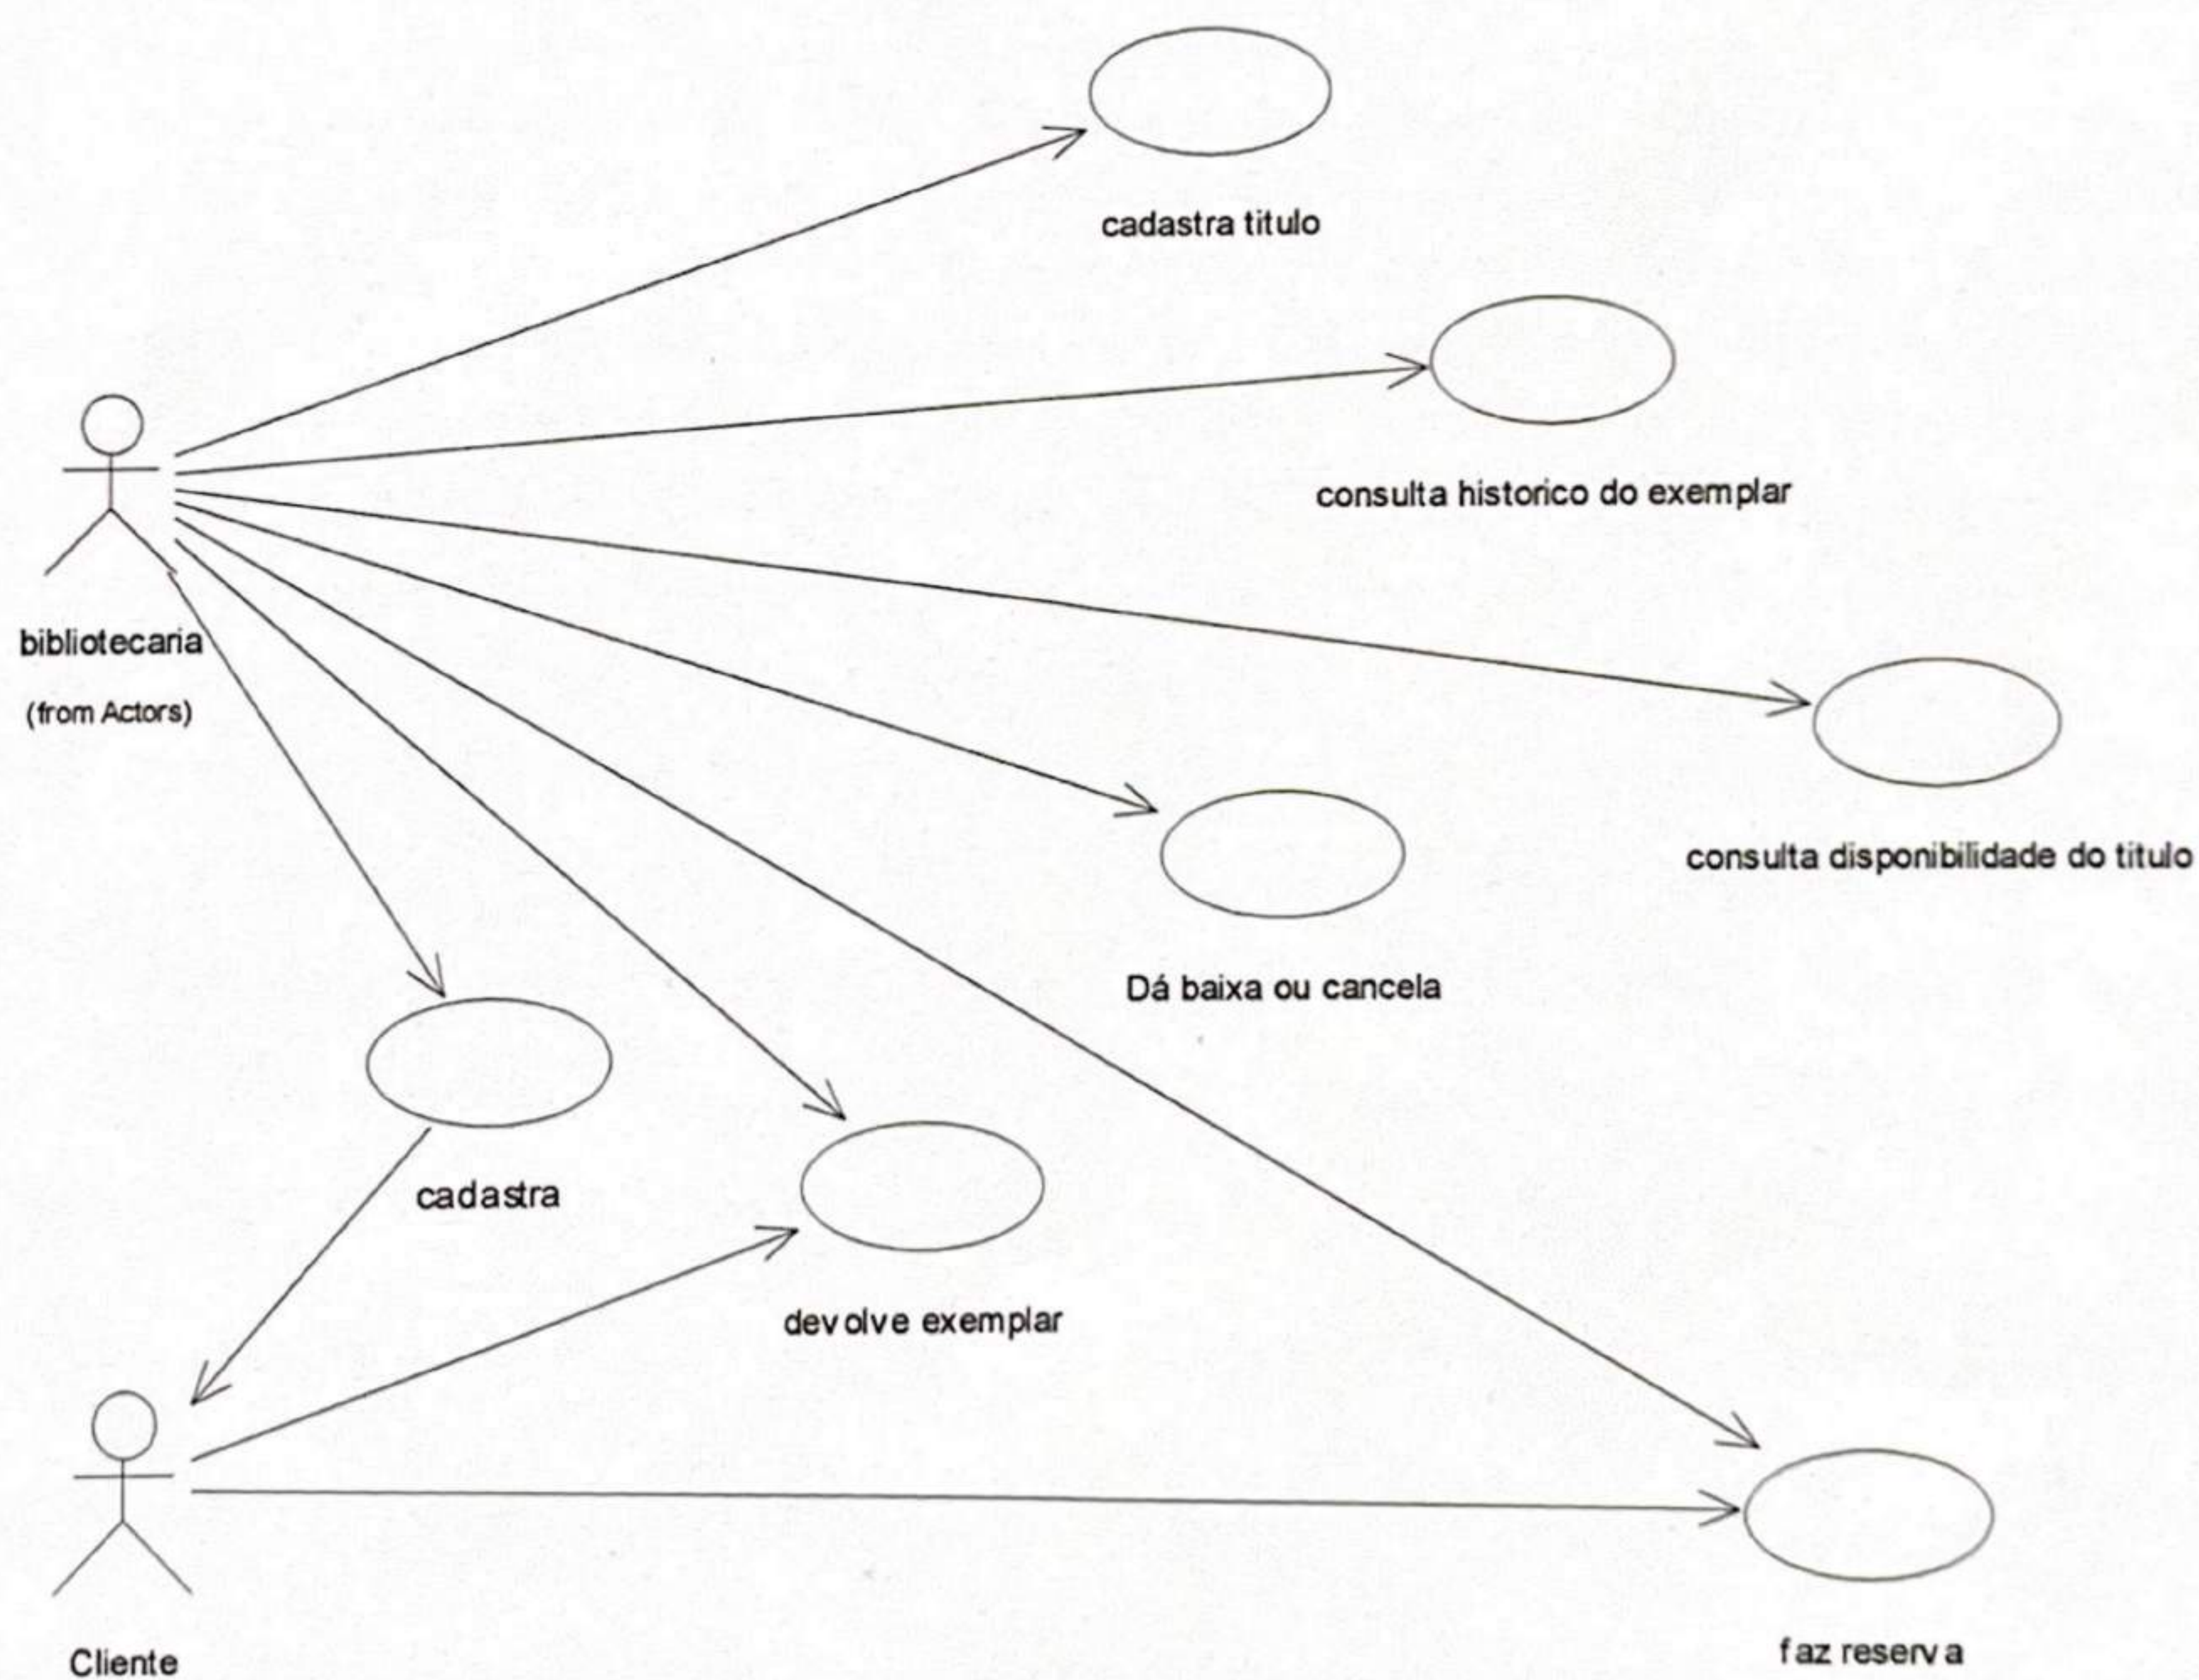 cadastra titulo
consulta historico do exemplar
bibliotecaria
(from Actors)
consulta disponibilidade do titulo
Dá baixa ou cancela
cadastra
devolve exemplar
faz reserva
Cliente